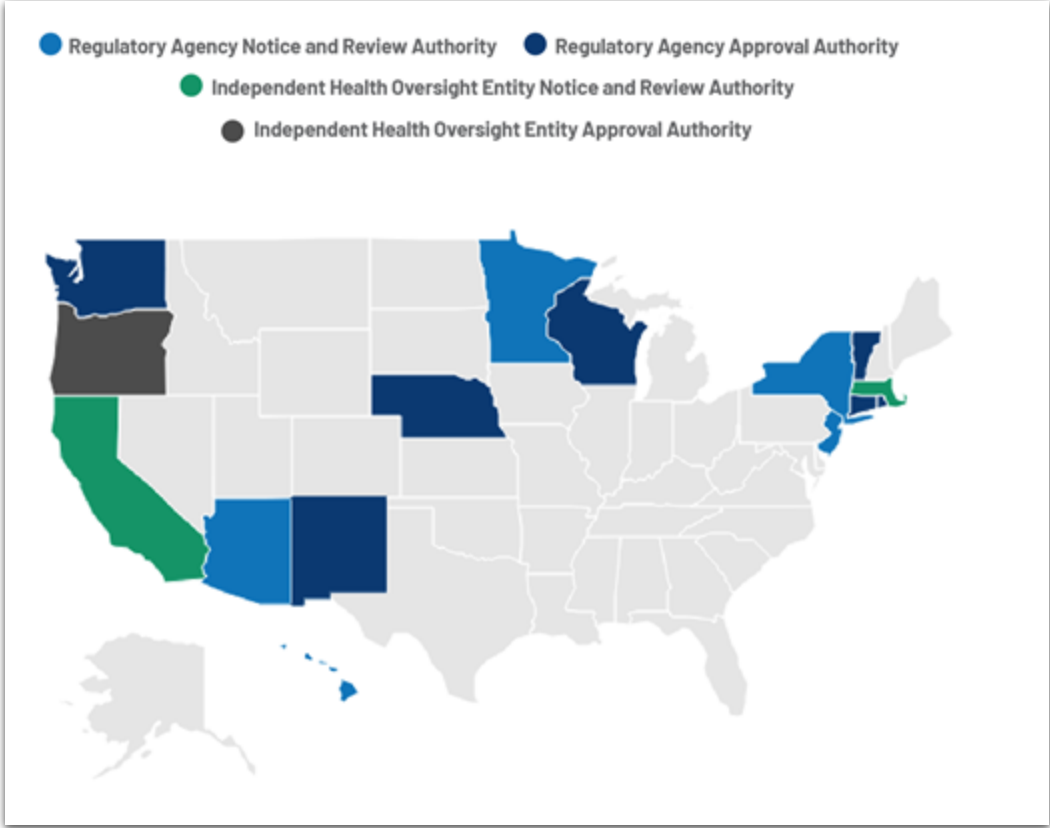 Regulatory Agency Notice and Review Authority Regulatory Agency Approval Authority
Independent Health Oversight Entity Notice and Review Authority
Independent Health Oversight Entity Approval Authority